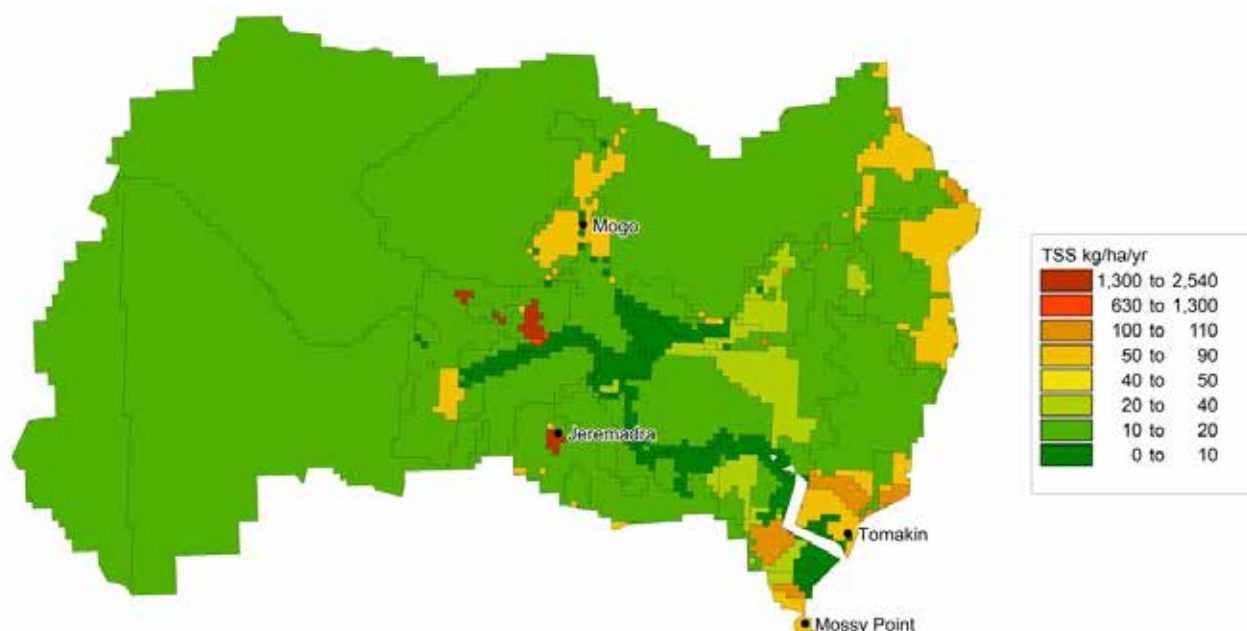 Mogo
Jeremadra
Tomakin
Mossy Point
TSS kg/ha/yr
1,300 to 2,540
630 to 1,300
100 to 110
50 to 90
40 to 50
20 to 40
10 to 20
0 to 10